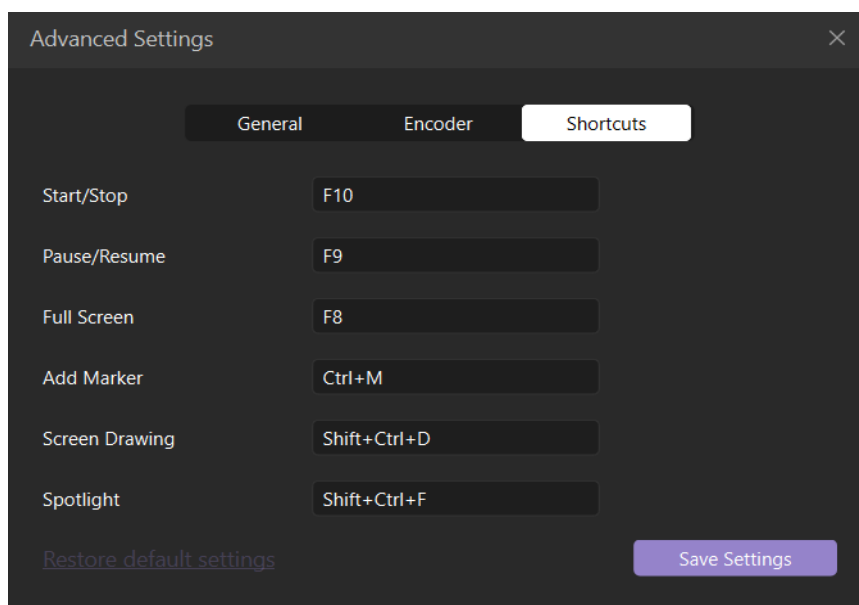 Advanced Settings
General Encoder Shortcuts
Start/Stop F10
Pause/Resume F9
Full Screen F8
Add Marker Ctrl+M
Screen Drawing Shift+Ctrl+D
Spotlight Shift+Ctrl+F
Restore default settings Save Settings